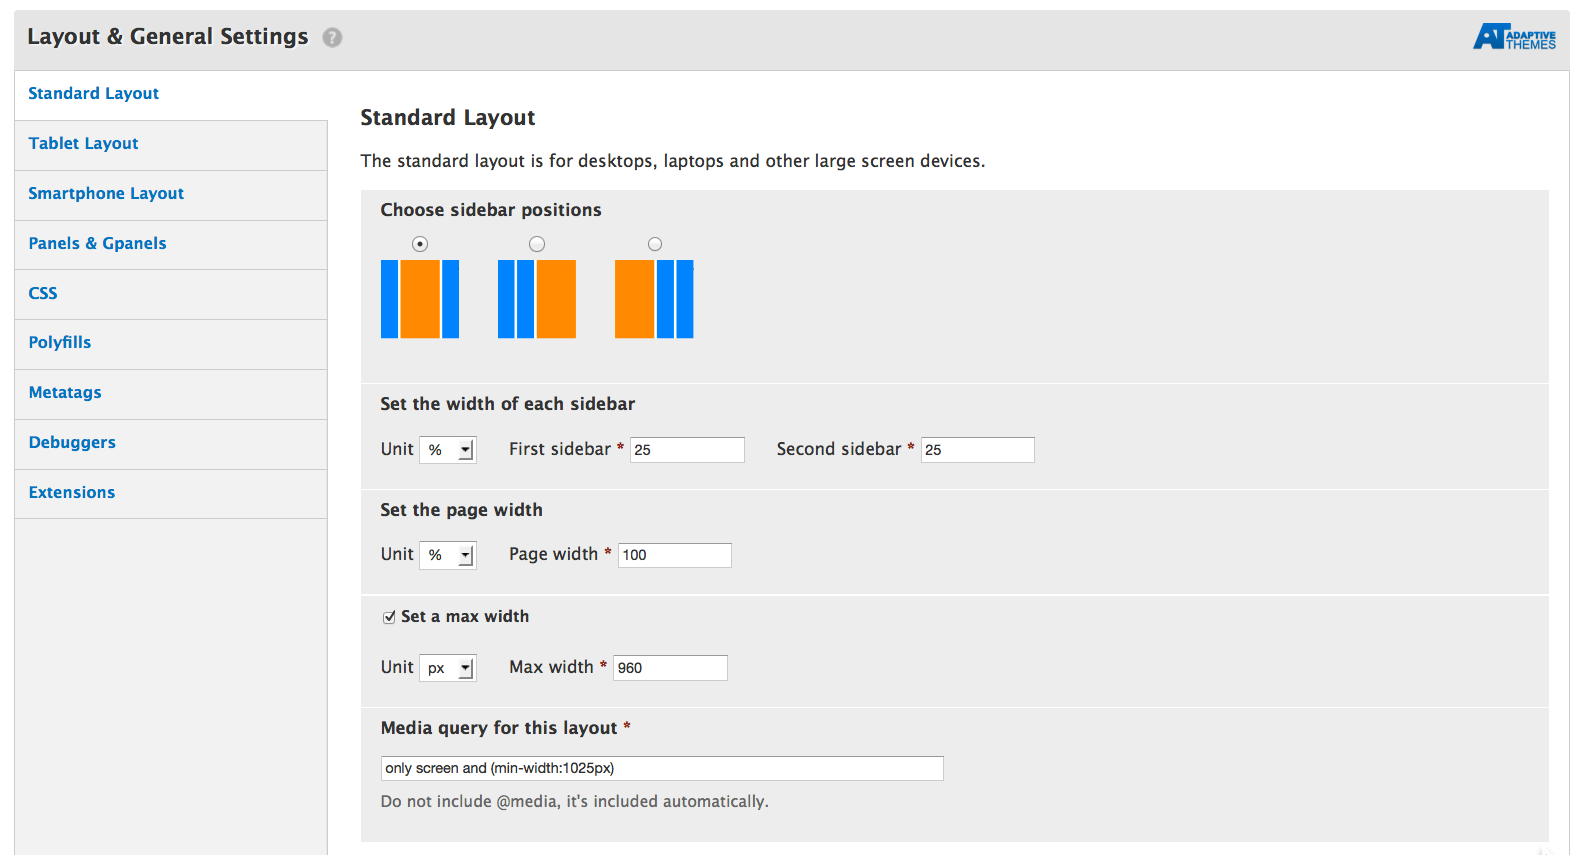 Layout & General Settings ?
AT ADAPTIVE THEMES
Standard Layout
Tablet Layout
Smartphone Layout
Panels & Gpanels
CSS
Polyfills
Metatags
Debuggers
Extensions
Standard Layout
The standard layout is for desktops, laptops and other large screen devices.
Choose sidebar positions
Set the width of each sidebar
Unit % First sidebar * 25 Second sidebar * 25
Set the page width
Unit % Page width * 100
Set a max width
Unit px Max width * 960
Media query for this layout *
only screen and (min-width:1025px)
Do not include @media, it's included automatically.